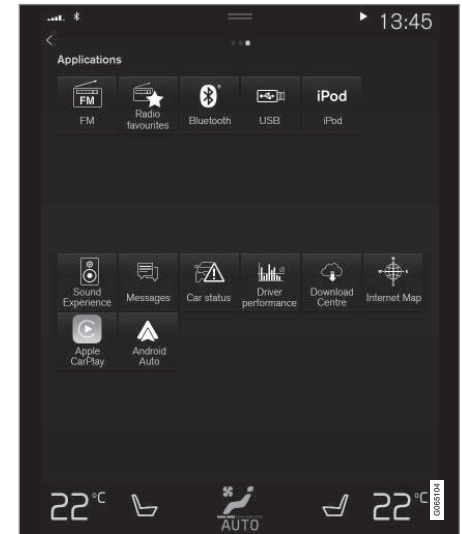 13:45
Applications
FM
iPod
FM
Radio
favourites
Bluetooth
USB
iPod
Sound
Experience
Messages
Car status
Driver
performance
Download
Centre
Internet Map
Apple
CarPlay
Android
Auto
22°C
AUTO
22°C
G065104